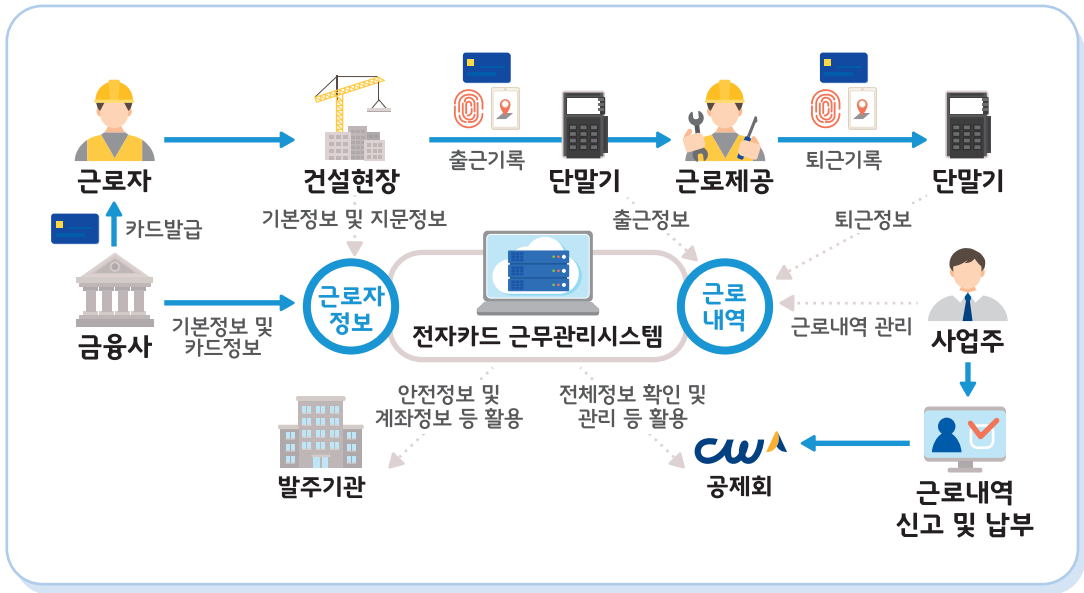 근로자
건설현장
출근기록
단말기
근로제공
퇴근기록
단말기
카드발급
기본정보 및 지문정보
출근정보
퇴근정보
금융사
기본정보 및
카드정보
근로자
정보
전자카드 근무관리시스템
근로
내역
근로내역 관리
사업주
안전정보 및
계좌정보 등 활용
전체정보 확인 및
관리 등 활용
발주기관
cw
공제회
근로내역
신고 및 납부